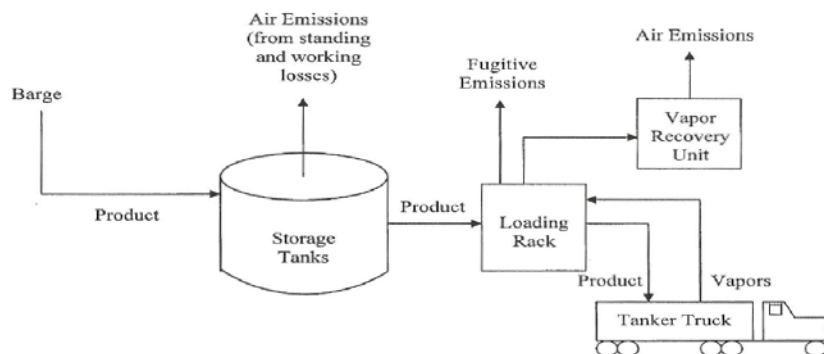 Air Emissions
(from standing
and working
losses)
Air Emissions
Fugitive
Emissions
Barge
Vapor
Recovery
Unit
Product
Storage
Tanks
Product
Loading
Rack
Product
Vapors
Tanker Truck